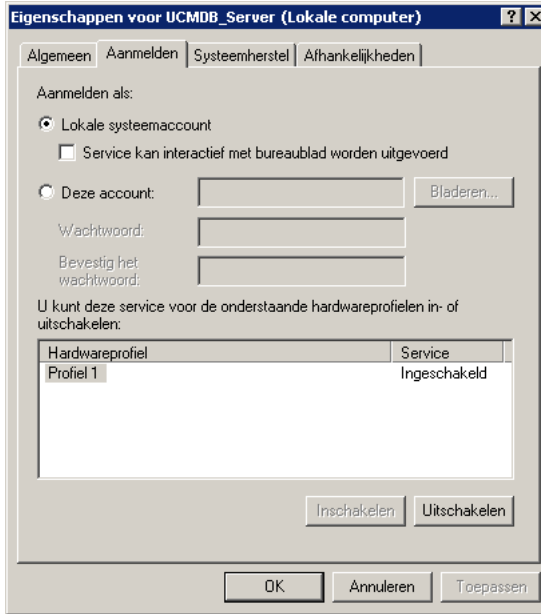 Eigenschappen voor UCMDB_Server (Lokale computer)
Algemeen Aanmelden Systeemherstel Afhankelijkheden
Aanmelden als:
Lokale systeemaccount
Service kan interactief met bureaublad worden uitgevoerd
Deze account:
Bladeren...
Wachtwoord:
Bevestig het
wachtwoord:
U kunt deze service voor de onderstaande hardwareprofielen in- of
uitschakelen:
Hardwareprofiel Service
Profiel 1 Ingeschakeld
Inschakelen Uitschakelen
OK Annuleren Toepassen